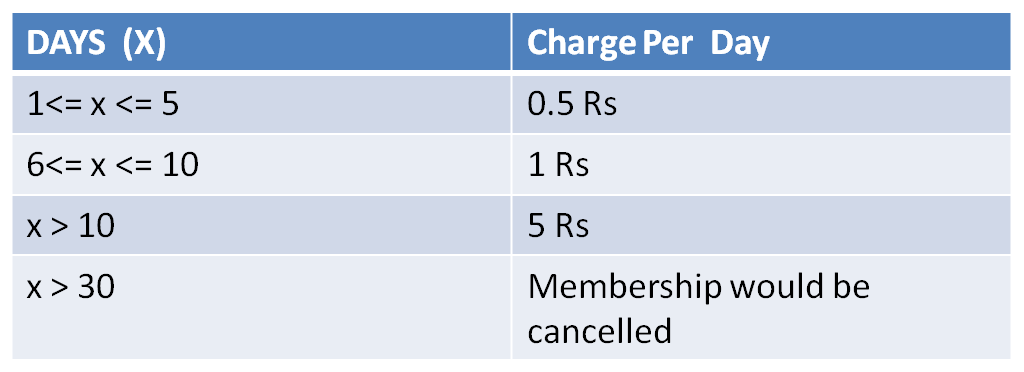 DAYS (X) Charge Per Day
1<= x <= 5 0.5 Rs
6<= x <= 10 1 Rs
x > 10 5 Rs
x > 30 Membership would be
cancelled